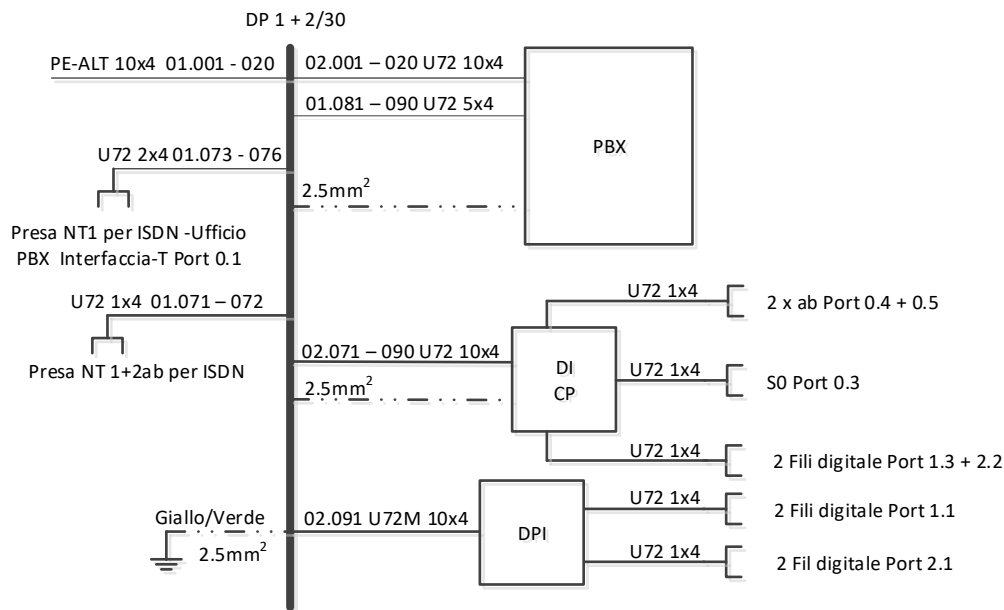 DP 1 + 2/30
PE-ALT 10x4 01.001 - 020
02.001 – 020 U72 10x4
01.081 – 090 U72 5x4
PBX
U72 2x4 01.073 - 076
2.5mm²
Presa NT1 per ISDN -Ufficio
PBX Interfaccia-T Port 0.1
U72 1x4 01.071 – 072
Presa NT 1+2ab per ISDN
02.071 – 090 U72 10x4
2.5mm²
DI
CP
U72 1x4
2 x ab Port 0.4 + 0.5
U72 1x4
S0 Port 0.3
U72 1x4
2 Fili digitale Port 1.3 + 2.2
Giallo/Verde
2.5mm²
02.091 U72M 10x4
DPI
U72 1x4
2 Fili digitale Port 1.1
U72 1x4
2 Fil digitale Port 2.1